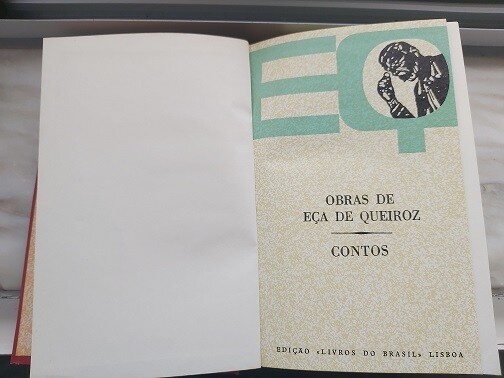 EQ
OBRAS DE
EÇA DE QUEIROZ
CONTOS
EDIÇÃO «LIVROS DO BRASIL» LISBOA